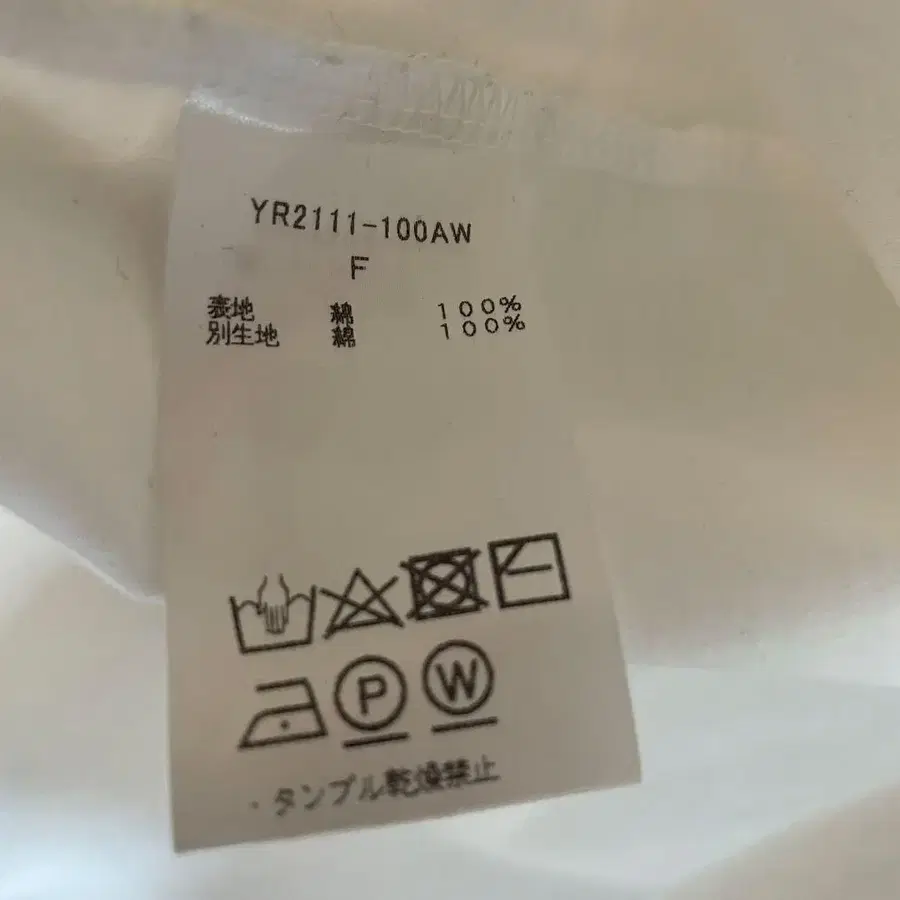 YR2111-100AW
F
表地 綿 100%
別生地 綿 100%
P W
・タンブル乾燥禁止